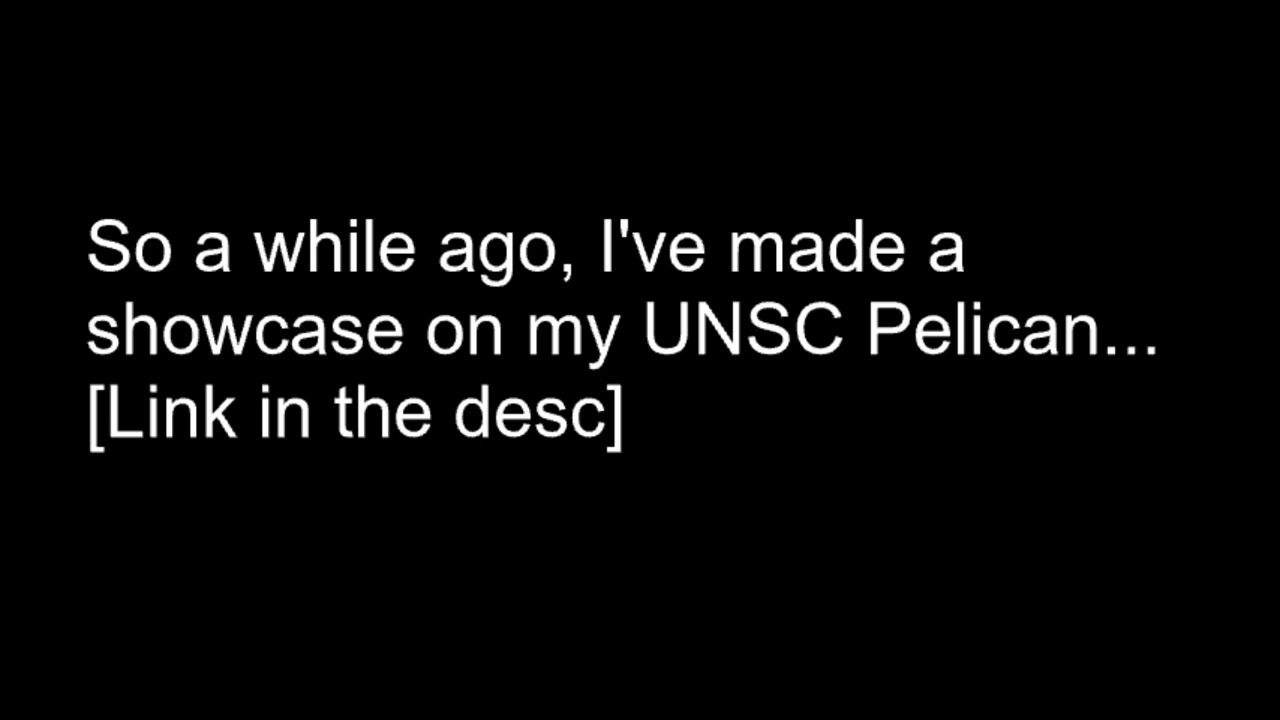 So a while ago, I've made a
showcase on my UNSC Pelican...
[Link in the desc]